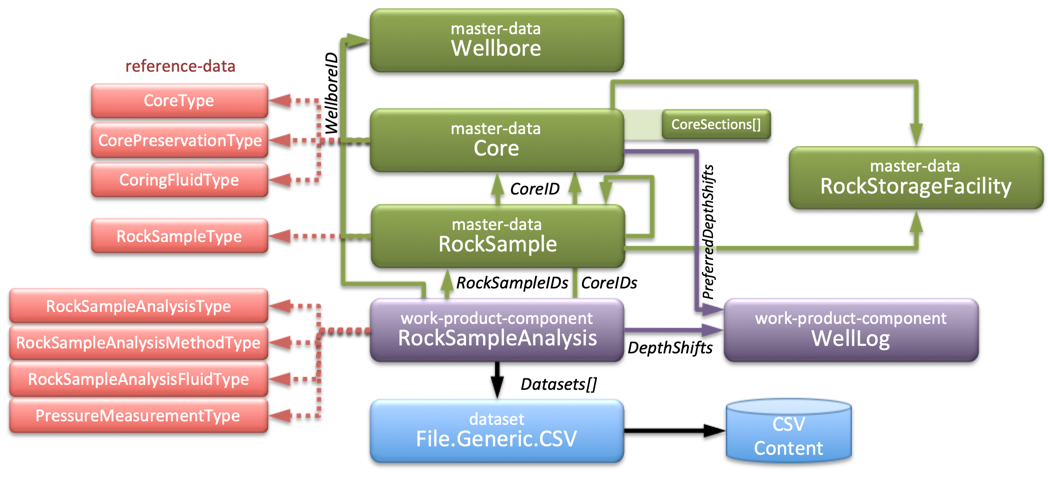 master-data
Wellbore
reference-data
WellboreID
CoreType
CorePreservationType
CoringFluidType
master-data
Core
CoreSections[]
master-data
RockStorageFacility
CoreID
PreferredDepthShifts
RockSampleType
master-data
RockSample
RockSampleIDs
CoreIDs
RockSampleAnalysisType
RockSampleAnalysisMethodType
RockSampleAnalysisFluidType
PressureMeasurementType
work-product-component
RockSampleAnalysis
DepthShifts
work-product-component
WellLog
Datasets[]
dataset
File.Generic.CSV
CSV
Content